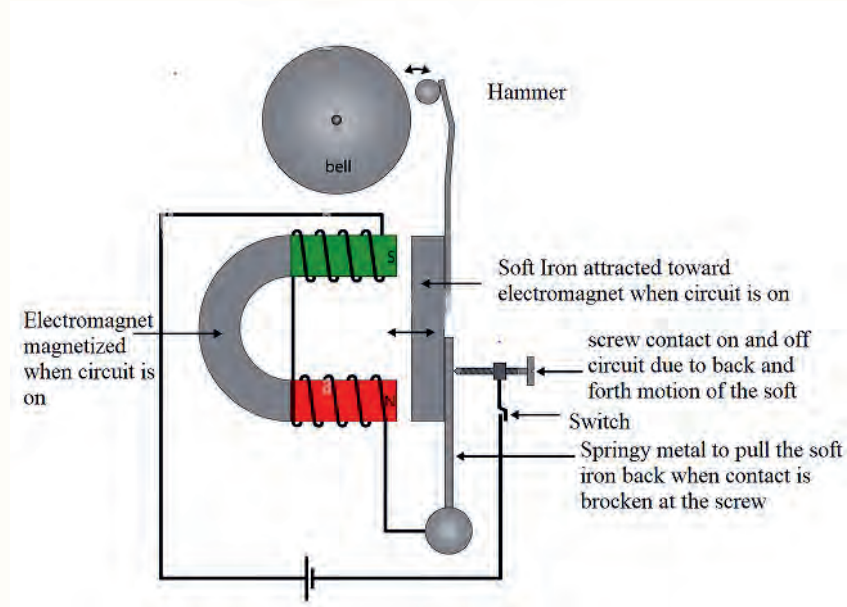 Hammer
bell
S
Soft Iron attracted toward
electromagnet when circuit is on
Electromagnet
magnetized
when circuit is
on
screw contact on and off
circuit due to back and
forth motion of the soft
a
N
Switch
Springy metal to pull the soft
iron back when contact is
brocken at the screw